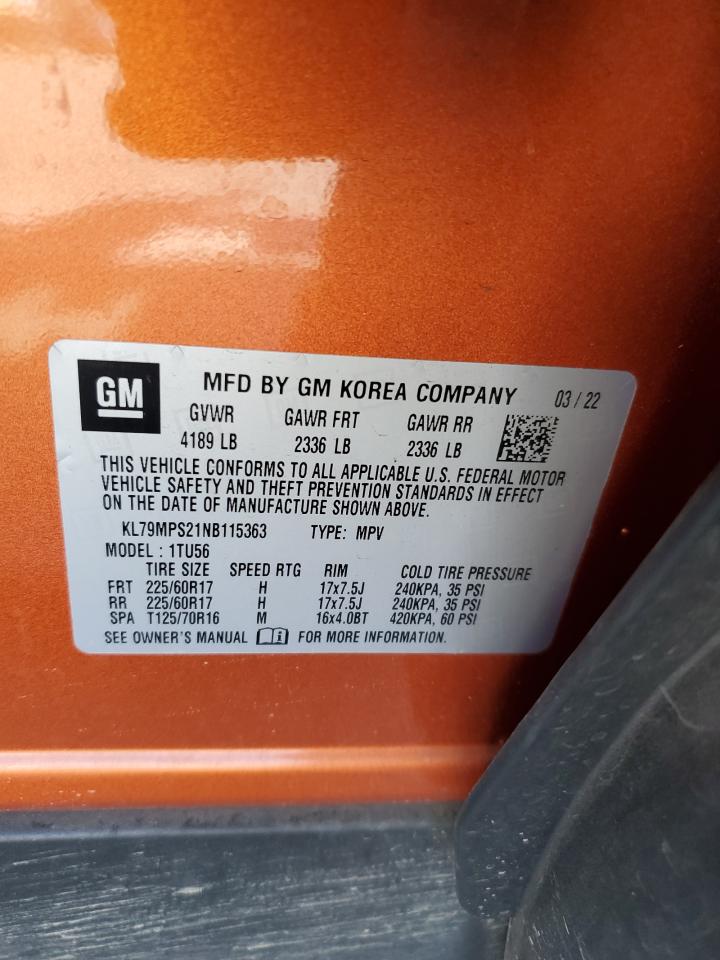 GM MFD BY GM KOREA COMPANY 03/22
GVWR GAWR FRT GAWR RR
4189 LB 2336 LB 2336 LB
THIS VEHICLE CONFORMS TO ALL APPLICABLE U.S. FEDERAL MOTOR
VEHICLE SAFETY AND THEFT PREVENTION STANDARDS IN EFFECT
ON THE DATE OF MANUFACTURE SHOWN ABOVE.
KL79MPS21NB115363 TYPE: MPV
MODEL : 1TU56
TIRE SIZE SPEED RTG RIM COLD TIRE PRESSURE
FRT 225/60R17 H 17x7.5J 240KPA, 35 PSI
RR 225/60R17 H 17x7.5J 240KPA, 35 PSI
SPA T125/70R16 M 16x4.0BT 420KPA, 60 PSI
SEE OWNER'S MANUAL FOR MORE INFORMATION.